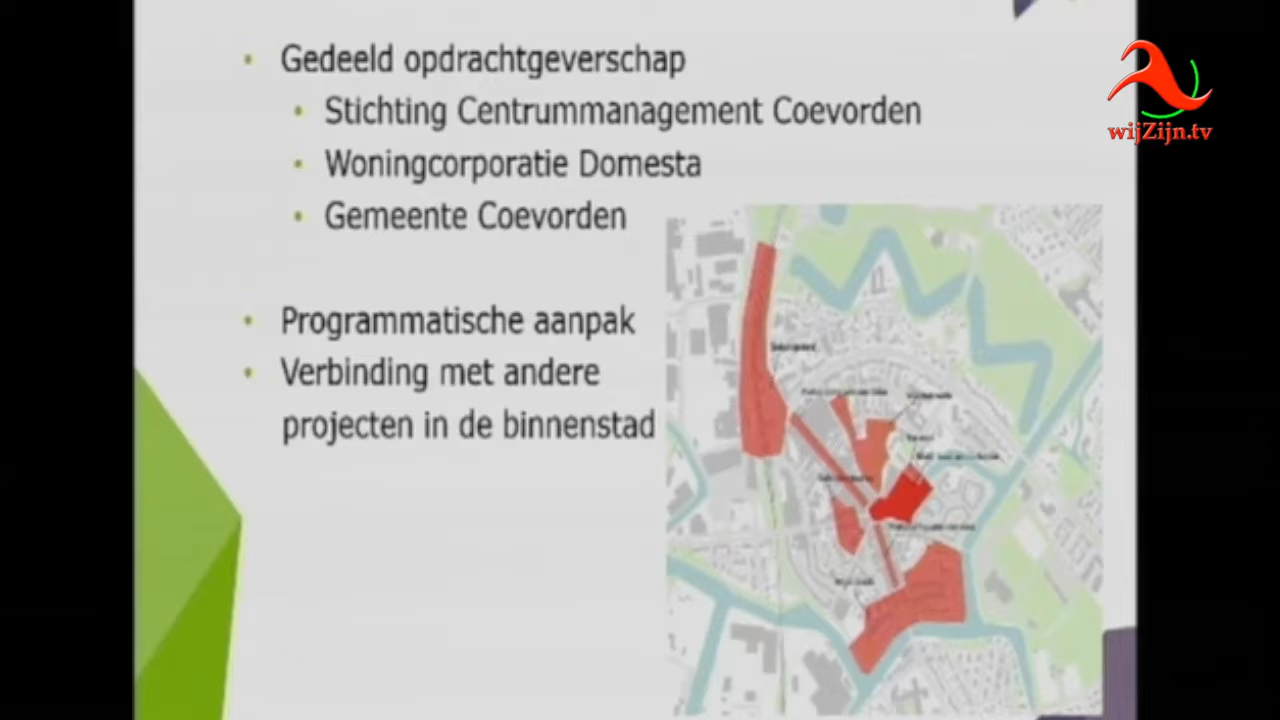 Gedeeld opdrachtgeverschap
Stichting Centrummanagement Coevorden
Woningcorporatie Domesta
Gemeente Coevorden
Programmatische aanpak
Verbinding met andere
projecten in de binnenstad
wijZijn.tv